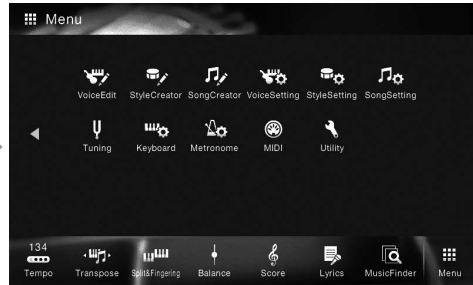 Menu
VoiceEdit StyleCreator SongCreator VoiceSetting StyleSetting SongSetting
Tuning Keyboard Metronome MIDI Utility
134
Tempo Transpose Split&Fingering Balance Score Lyrics MusicFinder Menu